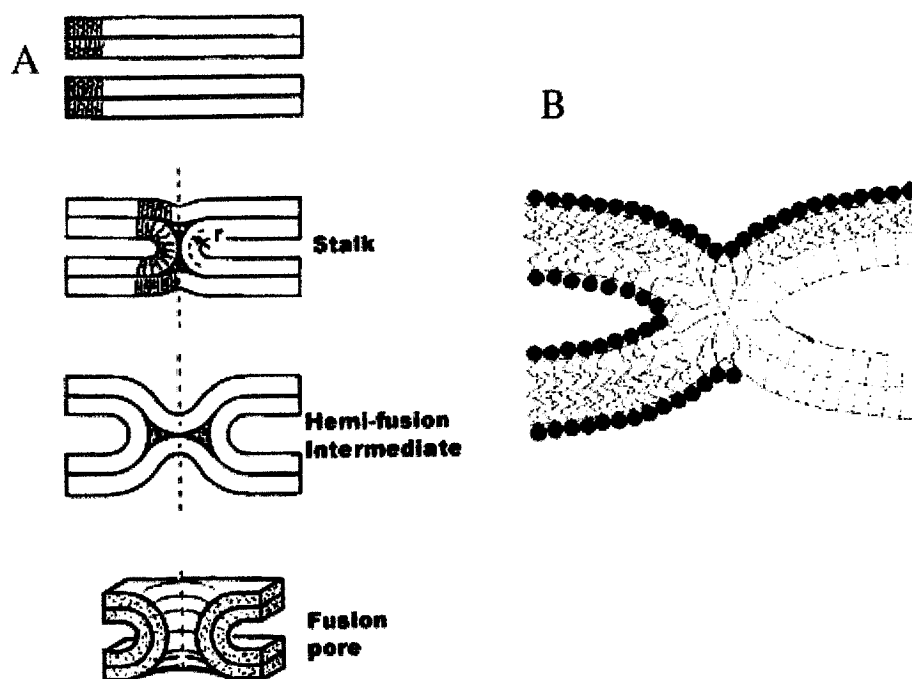 A
B
r
Stalk
Hemi-fusion
Intermediate
Fusion
pore